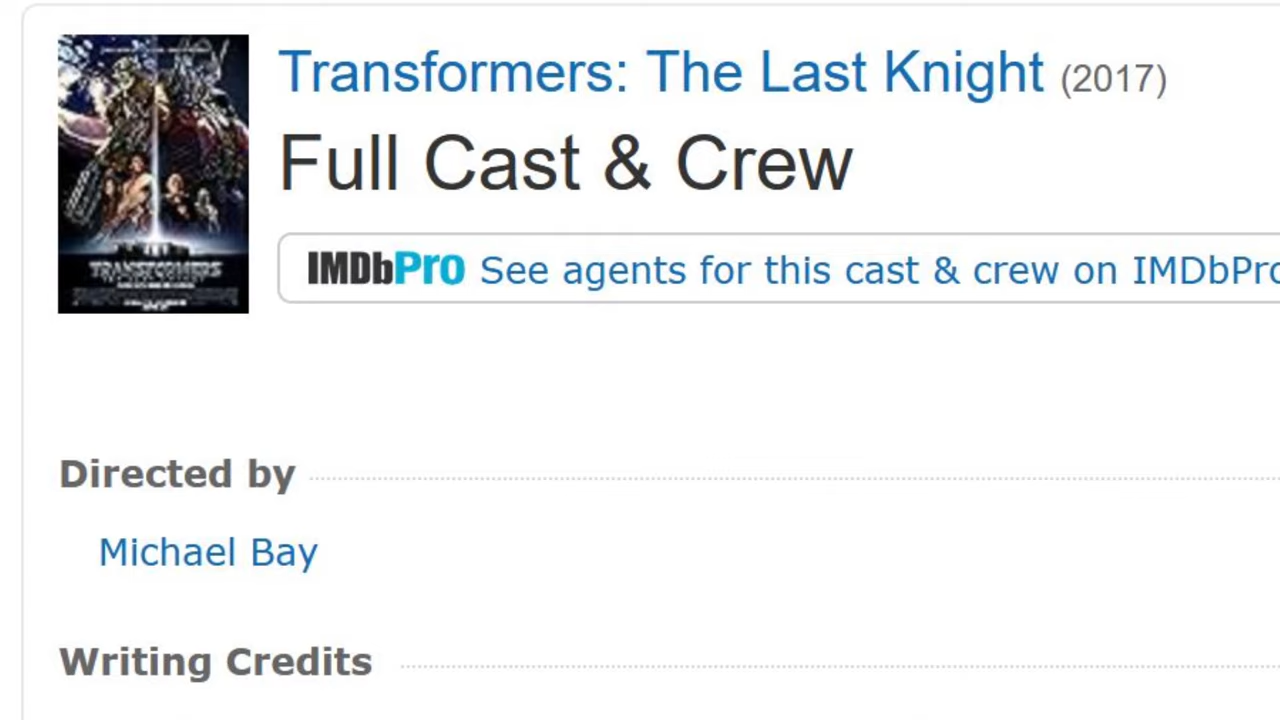 Transformers: The Last Knight (2017)
Full Cast & Crew
IMDbPro See agents for this cast & crew on IMDbPro
Directed by
Michael Bay
Writing Credits
TRANSFORMERS